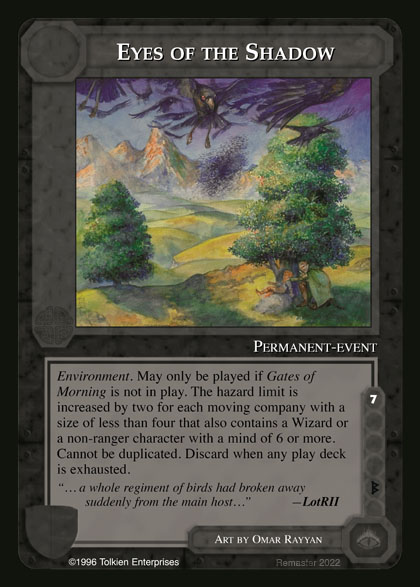 EYES OF THE SHADOW
PERMANENT-EVENT
Environment. May only be played if Gates of
Morning is not in play. The hazard limit is
increased by two for each moving company with a
size of less than four that also contains a Wizard or
a non-ranger character with a mind of 6 or more.
Cannot be duplicated. Discard when any play deck
is exhausted.
“… a whole regiment of birds had broken away
suddenly from the main host…” –LotRII
7
ART BY OMAR RAYYAN
©1996 Tolkien Enterprises
Remaster 2022